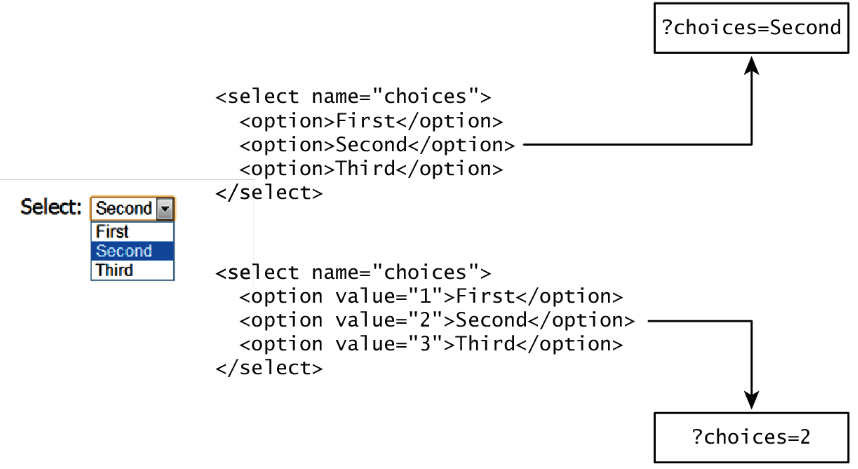 ?choices=Second
<select name="choices">
<option>First</option>
<option>Second</option>
<option>Third</option>
</select>
Select: Second
First
Second
Third
<select name="choices">
<option value="1">First</option>
<option value="2">Second</option>
<option value="3">Third</option>
</select>
?choices=2